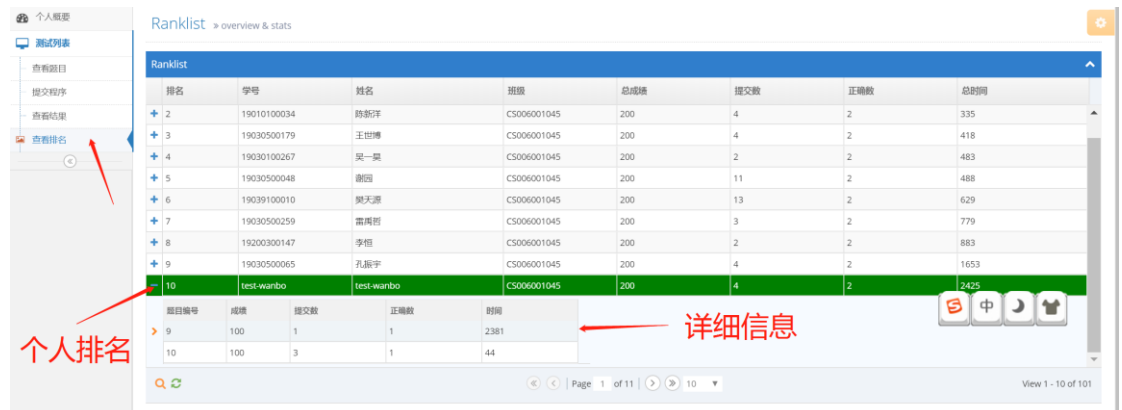 个人概要
Ranklist » overview & stats
测试列表
Ranklist
查看题目
排名 学号 姓名 班级 总成绩 提交数 正确数 总时间
提交程序
2 19010100034 陈新洋 CS006001045 200 4 2 335
查看结果
3 19030500179 王世博 CS006001045 200 4 2 418
查看排名
4 19030100267 吴一昊 CS006001045 200 2 2 483
5 19030500048 谢园 CS006001045 200 11 2 488
6 19039100010 樊天源 CS006001045 200 13 2 629
7 19030500259 雷禹哲 CS006001045 200 3 2 779
8 19200300147 李恒 CS006001045 200 2 2 883
9 19030500065 孔振宇 CS006001045 200 4 2 1653
10 test-wanbo test-wanbo CS006001045 200 4 2 2425
题目编号 成绩 提交数 正确数 时间
中
9 100 1 1 2381
详细信息
个人排名
10 100 3 1 44
Page 1 of 11 10
View 1 - 10 of 101